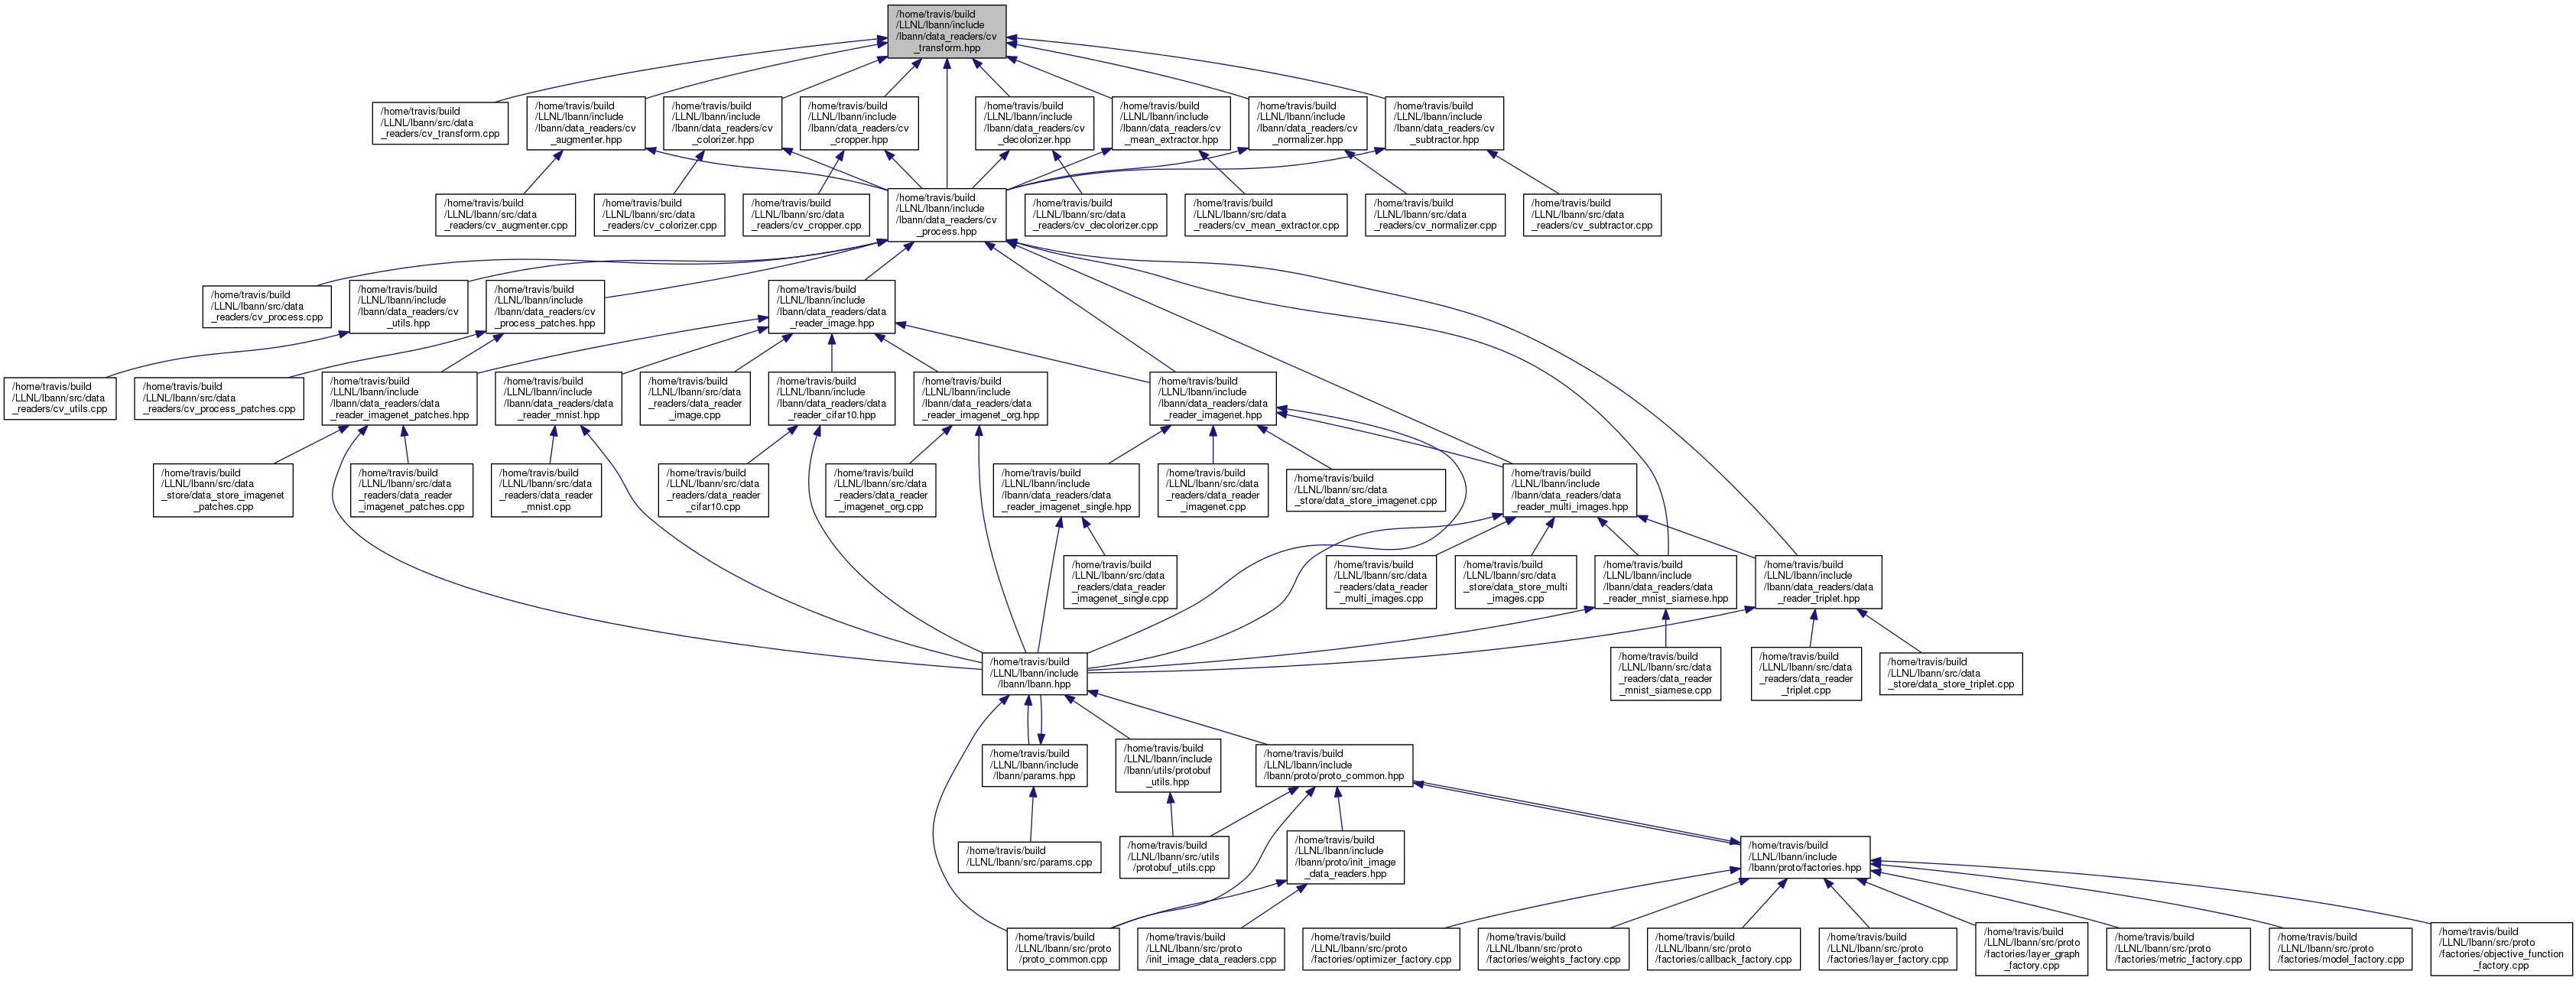 /home/travis/build
/LLNL/lbann/include
/lbann/data_readers/cv
_transform.hpp
/home/travis/build
/LLNL/lbann/src/data
_readers/cv_transform.cpp
/home/travis/build
/LLNL/lbann/include
/lbann/data_readers/cv
_augmenter.hpp
/home/travis/build
/LLNL/lbann/include
/lbann/data_readers/cv
_colorizer.hpp
/home/travis/build
/LLNL/lbann/include
/lbann/data_readers/cv
_cropper.hpp
/home/travis/build
/LLNL/lbann/include
/lbann/data_readers/cv
_decolorizer.hpp
/home/travis/build
/LLNL/lbann/include
/lbann/data_readers/cv
_mean_extractor.hpp
/home/travis/build
/LLNL/lbann/include
/lbann/data_readers/cv
_normalizer.hpp
/home/travis/build
/LLNL/lbann/include
/lbann/data_readers/cv
_subtractor.hpp
/home/travis/build
/LLNL/lbann/src/data
_readers/cv_augmenter.cpp
/home/travis/build
/LLNL/lbann/src/data
_readers/cv_colorizer.cpp
/home/travis/build
/LLNL/lbann/src/data
_readers/cv_cropper.cpp
/home/travis/build
/LLNL/lbann/include
/lbann/data_readers/cv
_process.hpp
/home/travis/build
/LLNL/lbann/src/data
_readers/cv_decolorizer.cpp
/home/travis/build
/LLNL/lbann/src/data
_readers/cv_mean_extractor.cpp
/home/travis/build
/LLNL/lbann/src/data
_readers/cv_normalizer.cpp
/home/travis/build
/LLNL/lbann/src/data
_readers/cv_subtractor.cpp
/home/travis/build
/LLNL/lbann/src/data
_readers/cv_process.cpp
/home/travis/build
/LLNL/lbann/include
/lbann/data_readers/cv
_utils.hpp
/home/travis/build
/LLNL/lbann/include
/lbann/data_readers/cv
_process_patches.hpp
/home/travis/build
/LLNL/lbann/include
/lbann/data_readers/data
_reader_image.hpp
/home/travis/build
/LLNL/lbann/src/data
_readers/cv_utils.cpp
/home/travis/build
/LLNL/lbann/src/data
_readers/cv_process_patches.cpp
/home/travis/build
/LLNL/lbann/include
/lbann/data_readers/data
_reader_imagenet_patches.hpp
/home/travis/build
/LLNL/lbann/include
/lbann/data_readers/data
_reader_mnist.hpp
/home/travis/build
/LLNL/lbann/src/data
_readers/data_reader
_image.cpp
/home/travis/build
/LLNL/lbann/include
/lbann/data_readers/data
_reader_cifar10.hpp
/home/travis/build
/LLNL/lbann/include
/lbann/data_readers/data
_reader_imagenet_org.hpp
/home/travis/build
/LLNL/lbann/include
/lbann/data_readers/data
_reader_imagenet.hpp
/home/travis/build
/LLNL/lbann/src/data
_store/data_store_imagenet
_patches.cpp
/home/travis/build
/LLNL/lbann/src/data
_readers/data_reader
_imagenet_patches.cpp
/home/travis/build
/LLNL/lbann/src/data
_readers/data_reader
_mnist.cpp
/home/travis/build
/LLNL/lbann/src/data
_readers/data_reader
_cifar10.cpp
/home/travis/build
/LLNL/lbann/src/data
_readers/data_reader
_imagenet_org.cpp
/home/travis/build
/LLNL/lbann/include
/lbann/data_readers/data
_reader_imagenet_single.hpp
/home/travis/build
/LLNL/lbann/src/data
_readers/data_reader
_imagenet.cpp
/home/travis/build
/LLNL/lbann/src/data
_store/data_store_imagenet.cpp
/home/travis/build
/LLNL/lbann/include
/lbann/data_readers/data
_reader_multi_images.hpp
/home/travis/build
/LLNL/lbann/src/data
_readers/data_reader
_imagenet_single.cpp
/home/travis/build
/LLNL/lbann/src/data
_readers/data_reader
_multi_images.cpp
/home/travis/build
/LLNL/lbann/src/data
_store/data_store_multi
_images.cpp
/home/travis/build
/LLNL/lbann/include
/lbann/data_readers/data
_reader_mnist_siamese.hpp
/home/travis/build
/LLNL/lbann/include
/lbann/data_readers/data
_reader_triplet.hpp
/home/travis/build
/LLNL/lbann/include
/lbann/lbann.hpp
/home/travis/build
/LLNL/lbann/src/data
_readers/data_reader
_mnist_siamese.cpp
/home/travis/build
/LLNL/lbann/src/data
_readers/data_reader
_triplet.cpp
/home/travis/build
/LLNL/lbann/src/data
_store/data_store_triplet.cpp
/home/travis/build
/LLNL/lbann/include
/lbann/params.hpp
/home/travis/build
/LLNL/lbann/include
/lbann/utils/protobuf
_utils.hpp
/home/travis/build
/LLNL/lbann/include
/lbann/proto/proto_common.hpp
/home/travis/build
/LLNL/lbann/src/params.cpp
/home/travis/build
/LLNL/lbann/src/utils
/protobuf_utils.cpp
/home/travis/build
/LLNL/lbann/include
/lbann/proto/init_image
_data_readers.hpp
/home/travis/build
/LLNL/lbann/include
/lbann/proto/factories.hpp
/home/travis/build
/LLNL/lbann/src/proto
/proto_common.cpp
/home/travis/build
/LLNL/lbann/src/proto
/init_image_data_readers.cpp
/home/travis/build
/LLNL/lbann/src/proto
/factories/optimizer_factory.cpp
/home/travis/build
/LLNL/lbann/src/proto
/factories/weights_factory.cpp
/home/travis/build
/LLNL/lbann/src/proto
/factories/callback_factory.cpp
/home/travis/build
/LLNL/lbann/src/proto
/factories/layer_factory.cpp
/home/travis/build
/LLNL/lbann/src/proto
/factories/layer_graph
_factory.cpp
/home/travis/build
/LLNL/lbann/src/proto
/factories/metric_factory.cpp
/home/travis/build
/LLNL/lbann/src/proto
/factories/model_factory.cpp
/home/travis/build
/LLNL/lbann/src/proto
/factories/objective_function
_factory.cpp